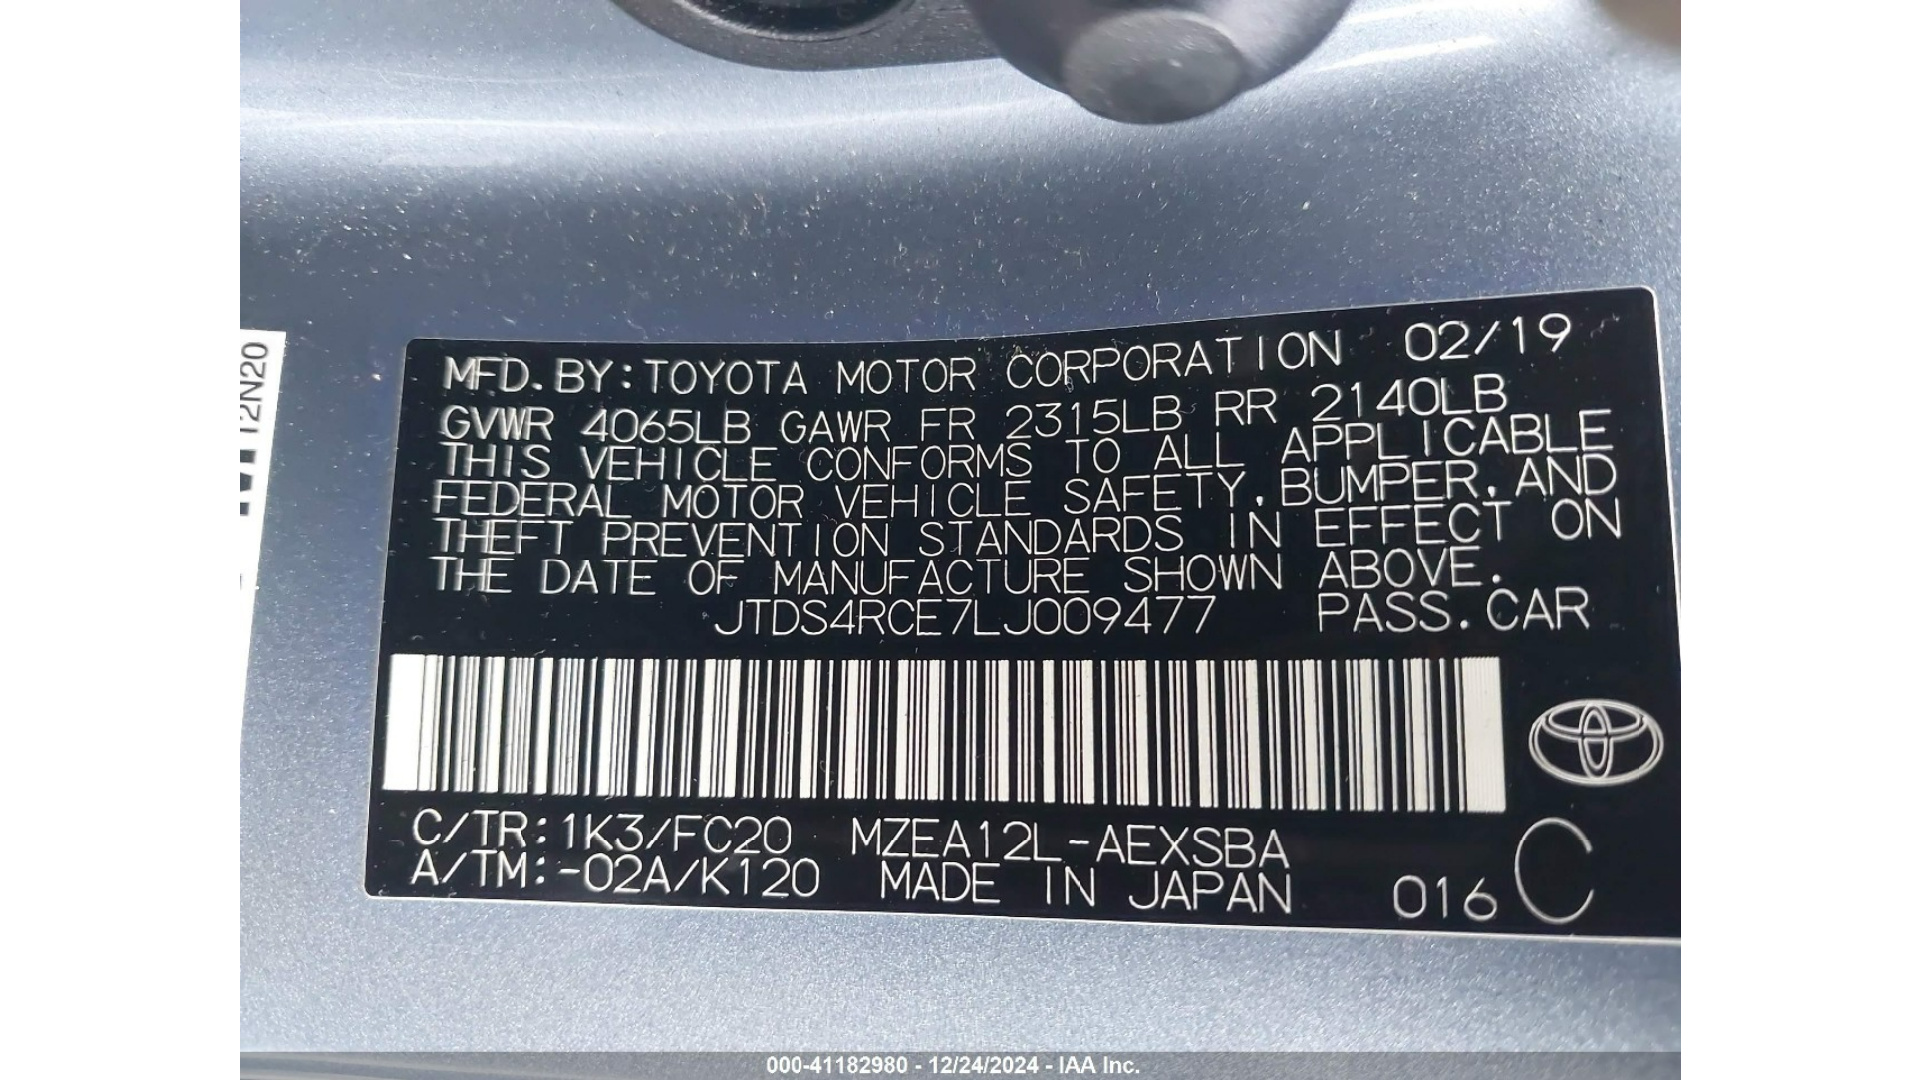 12N20
MFD. BY: TOYOTA MOTOR CORPORATION 02/19
GVWR 4065LB GAWR FR 2315LB RR 2140LB
THIS VEHICLE CONFORMS TO ALL APPLICABLE
FEDERAL MOTOR VEHICLE SAFETY, BUMPER, AND
THEFT PREVENTION STANDARDS IN EFFECT ON
THE DATE OF MANUFACTURE SHOWN ABOVE.
JTDS4RCE7LJ009477 PASS. CAR
C/TR: 1K3/FC20 MZEA12L-AEXSBA
A/TM: -02A/K120 MADE IN JAPAN 016 C
000-41182980 - 12/24/2024 - IAA Inc.